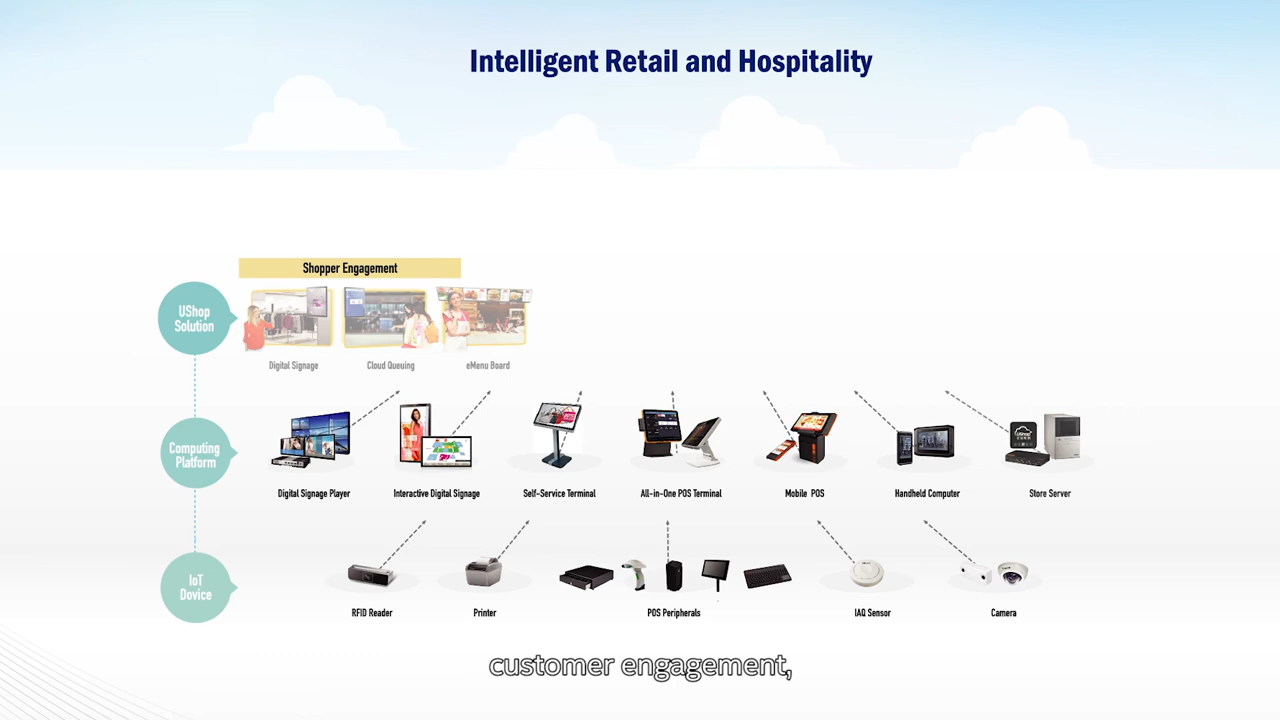 Intelligent Retail and Hospitality
Shopper Engagement
UShop
Solution
Digital Signage
Cloud Queuing
eMenu Board
Computing
Platform
UShop
Digital Signage Player
Interactive Digital Signage
Self-Service Terminal
All-in-One POS Terminal
Mobile POS
Handheld Computer
Store Server
IoT
Dovice
RFID Reader
Printer
POS Peripherals
IAQ Sensor
Camera
customer engagement,